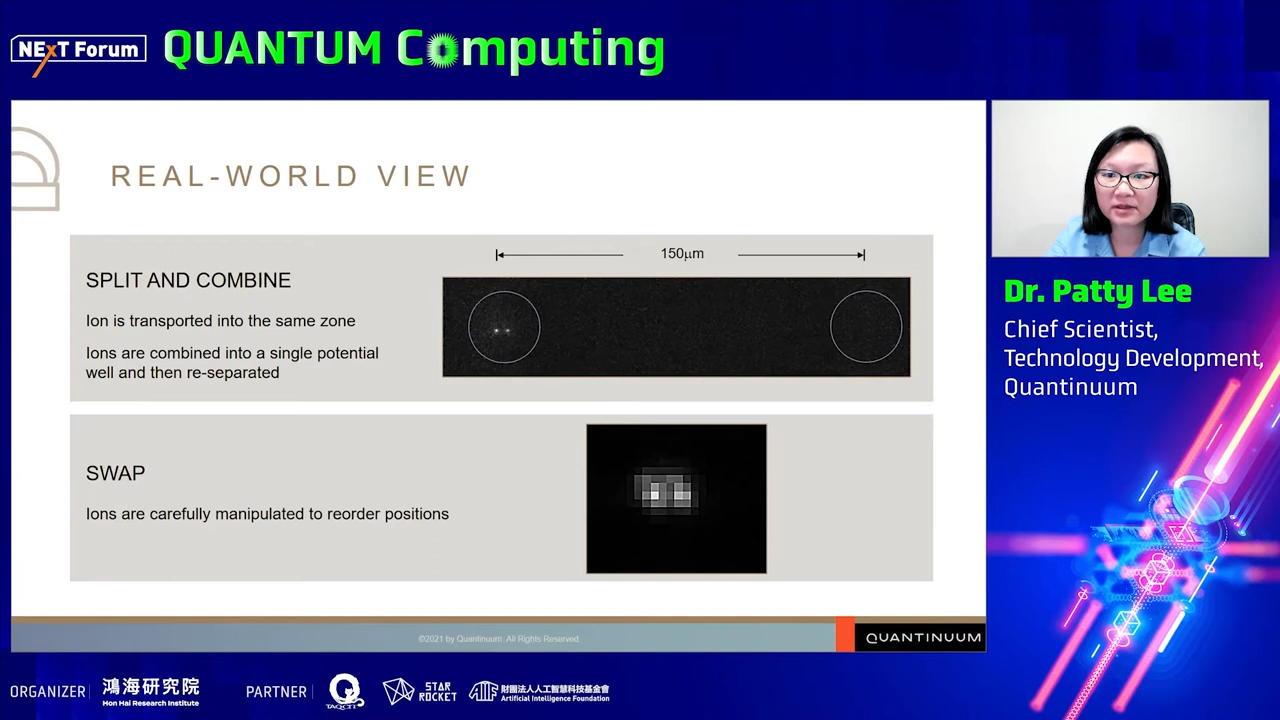 NExT Forum
QUANTUM Computing
REAL-WORLD VIEW
150μm
SPLIT AND COMBINE
Ion is transported into the same zone
Ions are combined into a single potential
well and then re-separated
SWAP
Ions are carefully manipulated to reorder positions
©2021 by Quantinuum. All Rights Reserved.
QUANTINUUM
Dr. Patty Lee
Chief Scientist,
Technology Development,
Quantinuum
ORGANIZER
鴻海研究院
Hon Hai Research Institute
PARTNER
TAQCIT
STAR
ROCKET
AIF
財團法人人工智慧科技基金會
Artificial Intelligence Foundation